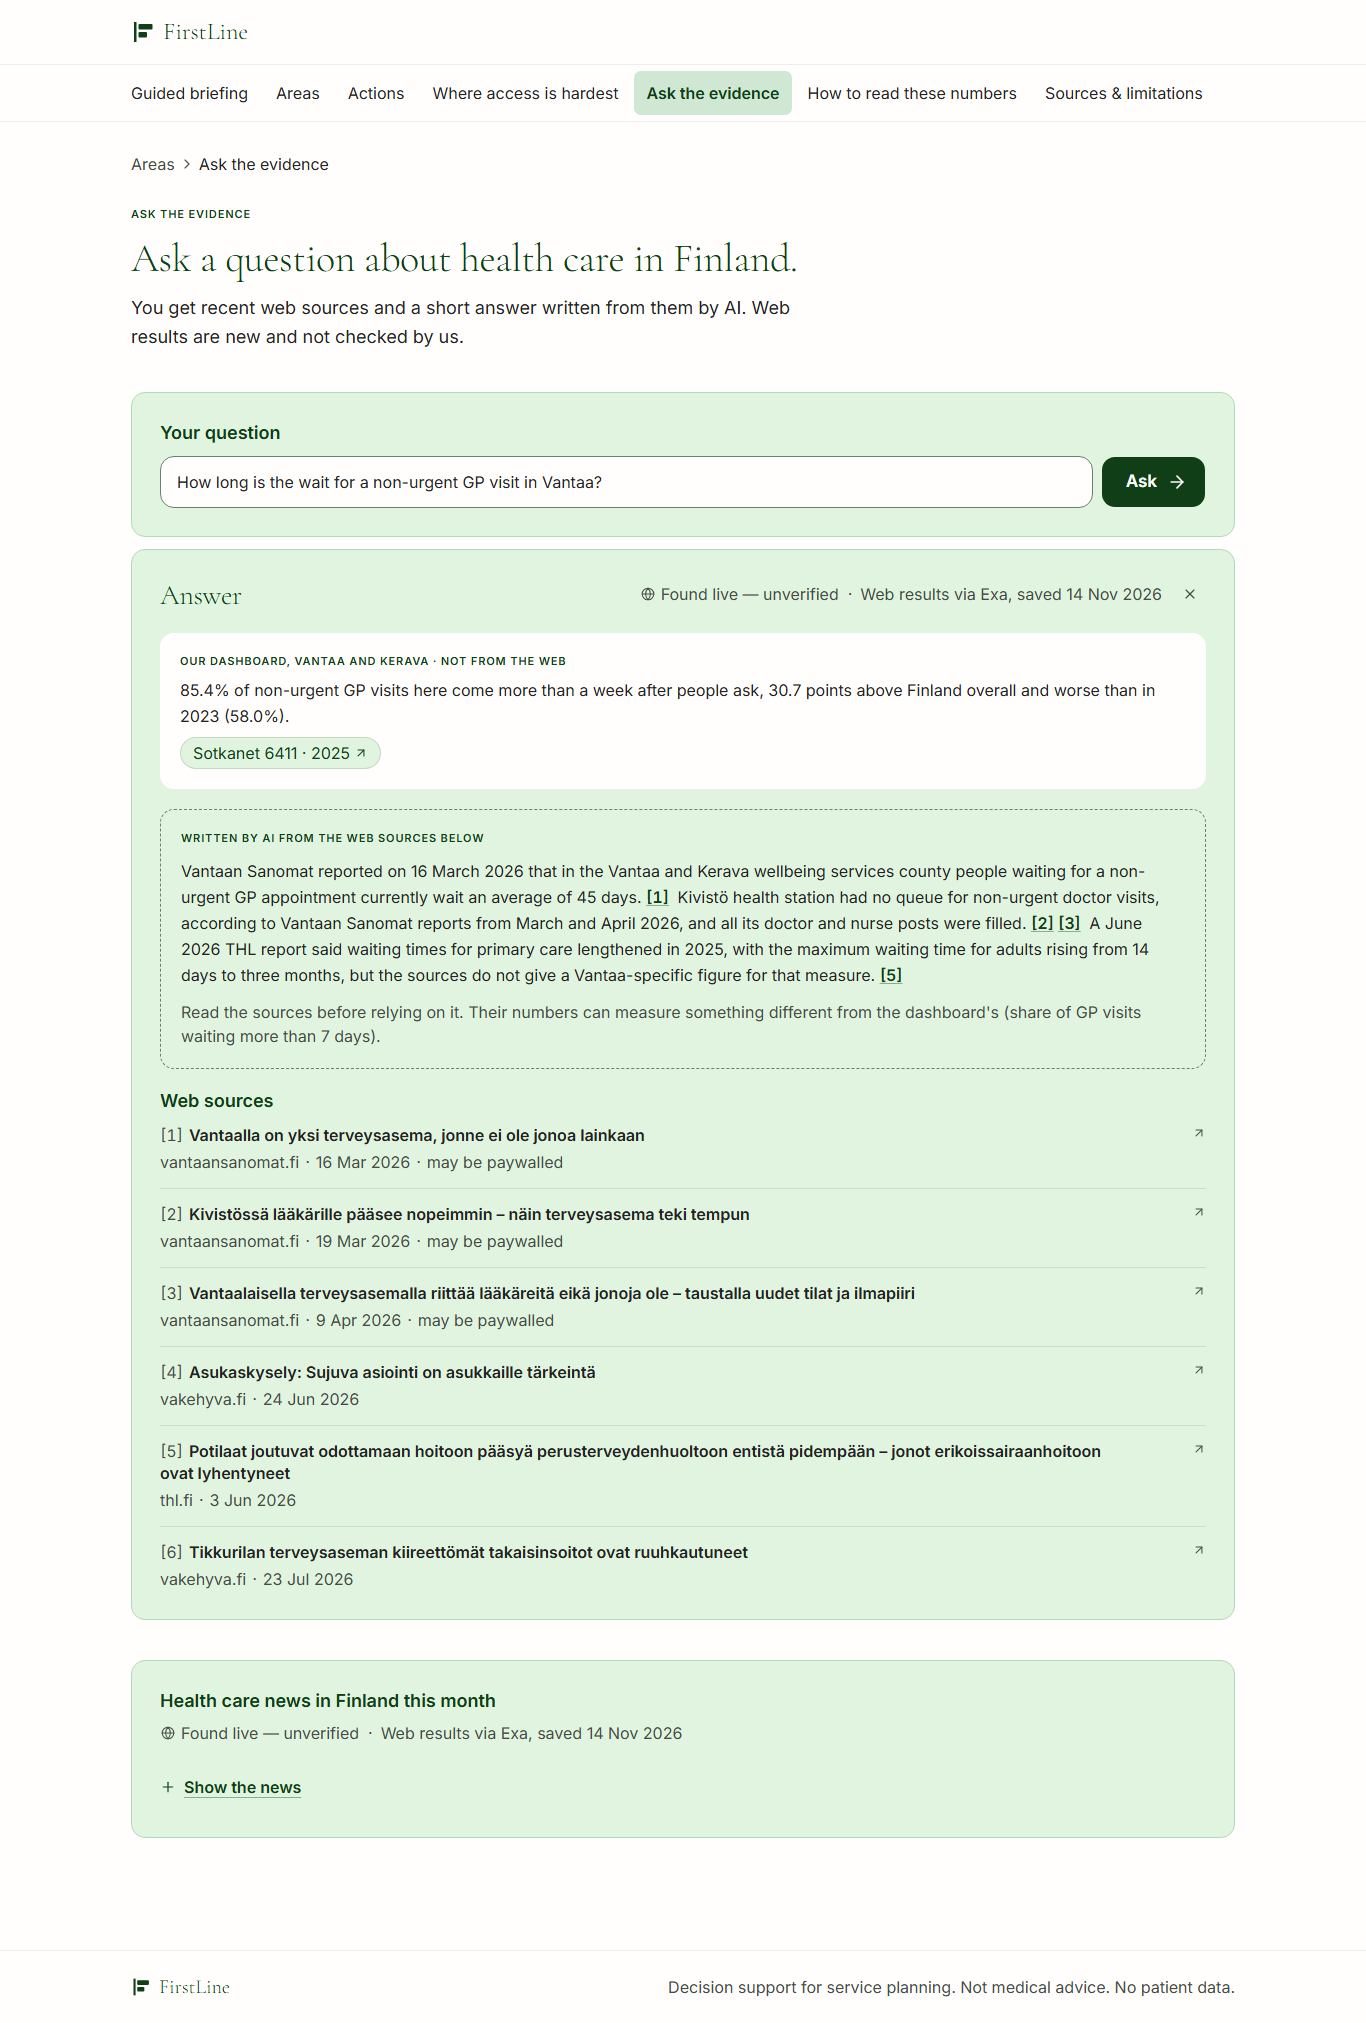 FirstLine
Guided briefing
Areas
Actions
Where access is hardest
Ask the evidence
How to read these numbers
Sources & limitations
Areas > Ask the evidence
ASK THE EVIDENCE
Ask a question about health care in Finland.
You get recent web sources and a short answer written from them by AI. Web
results are new and not checked by us.
Your question
How long is the wait for a non-urgent GP visit in Vantaa?
Ask →
Answer
Found live — unverified · Web results via Exa, saved 14 Nov 2026 ×
OUR DASHBOARD, VANTAA AND KERAVA · NOT FROM THE WEB
85.4% of non-urgent GP visits here come more than a week after people ask, 30.7 points above Finland overall and worse than in
2023 (58.0%).
Sotkanet 6411 · 2025 ↗
WRITTEN BY AI FROM THE WEB SOURCES BELOW
Vantaan Sanomat reported on 16 March 2026 that in the Vantaa and Kerava wellbeing services county people waiting for a non-
urgent GP appointment currently wait an average of 45 days. [1] Kivistö health station had no queue for non-urgent doctor visits,
according to Vantaan Sanomat reports from March and April 2026, and all its doctor and nurse posts were filled. [2] [3] A June
2026 THL report said waiting times for primary care lengthened in 2025, with the maximum waiting time for adults rising from 14
days to three months, but the sources do not give a Vantaa-specific figure for that measure. [5]
Read the sources before relying on it. Their numbers can measure something different from the dashboard's (share of GP visits
waiting more than 7 days).
Web sources
[1] Vantaalla on yksi terveysasema, jonne ei ole jonoa lainkaan ↗
vantaansanomat.fi · 16 Mar 2026 · may be paywalled
[2] Kivistössä lääkärille pääsee nopeimmin – näin terveysasema teki tempun ↗
vantaansanomat.fi · 19 Mar 2026 · may be paywalled
[3] Vantaalaisella terveysasemalla riittää lääkäreitä eikä jonoja ole – taustalla uudet tilat ja ilmapiiri ↗
vantaansanomat.fi · 9 Apr 2026 · may be paywalled
[4] Asukaskysely: Sujuva asiointi on asukkaille tärkeintä ↗
vakehyva.fi · 24 Jun 2026
[5] Potilaat joutuvat odottamaan hoitoon pääsyä perusterveydenhuoltoon entistä pidempään – jonot erikoissairaanhoitoon ↗
ovat lyhentyneet
thl.fi · 3 Jun 2026
[6] Tikkurilan terveysaseman kiireettömät takaisinsoitot ovat ruuhkautuneet ↗
vakehyva.fi · 23 Jul 2026
Health care news in Finland this month
Found live — unverified · Web results via Exa, saved 14 Nov 2026
+ Show the news
FirstLine
Decision support for service planning. Not medical advice. No patient data.